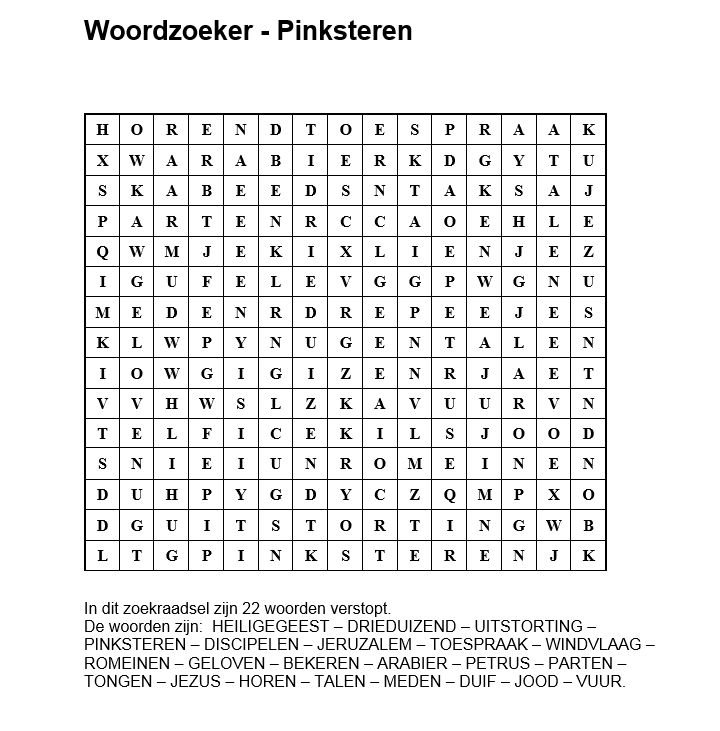 Woordzoeker - Pinksteren
H O R E N D T O E S P R A A K
X W A R A B I E R K D G Y T U
S K A B E E D S N T A K S A J
P A R T E N R C C A O E H L E
Q W M J E K I X L I E N J E Z
I G U F E L E V G G P W G N U
M E D E N R D R E P E E J E S
K L W P Y N U G E N T A L E N
I O W G I G I Z E N R J A E T
V V H W S L Z K A V U U R V N
T E L F I C E K I L S J O O D
S N I E I U N R O M E I N E N
D U H P Y G D Y C Z Q M P X O
D G U I T S T O R T I N G W B
L T G P I N K S T E R E N J K
In dit zoekraadsel zijn 22 woorden verstopt.
De woorden zijn: HEILIGEGEEST – DRIEDUIZEND – UITSTORTING –
PINKSTEREN – DISCIPELEN – JERUZALEM – TOESPRAAK – WINDVLAAG –
ROMEINEN – GELOVEN – BEKEREN – ARABIER – PETRUS – PARTEN –
TONGEN – JEZUS – HOREN – TALEN – MEDEN – DUIF – JOOD – VUUR.